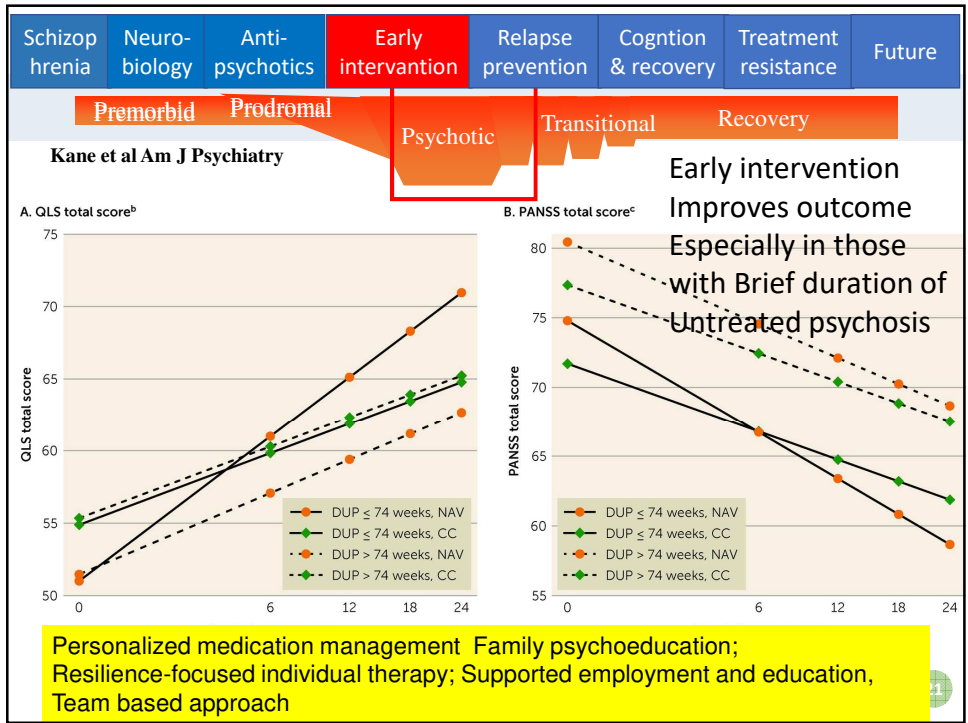 Schizop
hrenia
Neuro-
biology
Anti-
psychotics
Early
intervantion
Relapse
prevention
Cogntion
& recovery
Treatment
resistance
Future
Premorbid
Prodromal
Psychotic
Transitional
Recovery
Kane et al Am J Psychiatry
Early intervention
Improves outcome
Especially in those
with Brief duration of
Untreated psychosis
A. QLS total scoreᵇ
75
70
65
60
55
50
QLS total score
0 6 12 18 24
DUP ≤ 74 weeks, NAV
DUP ≤ 74 weeks, CC
DUP > 74 weeks, NAV
DUP > 74 weeks, CC
B. PANSS total scoreᶜ
80
75
70
65
60
55
PANSS total score
0 6 12 18 24
DUP ≤ 74 weeks, NAV
DUP ≤ 74 weeks, CC
DUP > 74 weeks, NAV
DUP > 74 weeks, CC
Personalized medication management Family psychoeducation;
Resilience-focused individual therapy; Supported employment and education,
Team based approach
21